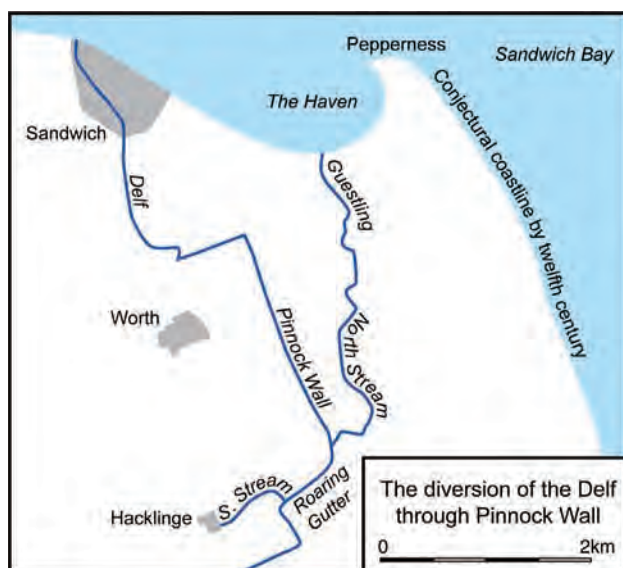 Pepperness
Sandwich Bay
The Haven
Sandwich
Conjectural coastline by twelfth century
Delf
Guestling
Worth
Pinnock Wall
North Stream
S. Stream
Roaring
Gutter
Hacklinge
The diversion of the Delf
through Pinnock Wall
0 2km